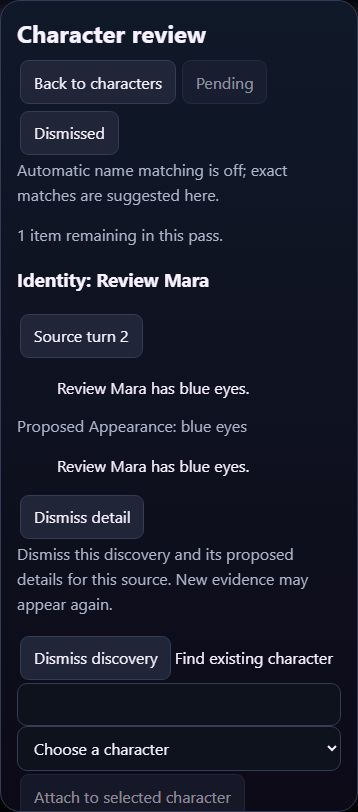 Character review
Back to characters Pending
Dismissed
Automatic name matching is off; exact
matches are suggested here.
1 item remaining in this pass.
Identity: Review Mara
Source turn 2
Review Mara has blue eyes.
Proposed Appearance: blue eyes
Review Mara has blue eyes.
Dismiss detail
Dismiss this discovery and its proposed
details for this source. New evidence may
appear again.
Dismiss discovery Find existing character
Choose a character
Attach to selected character